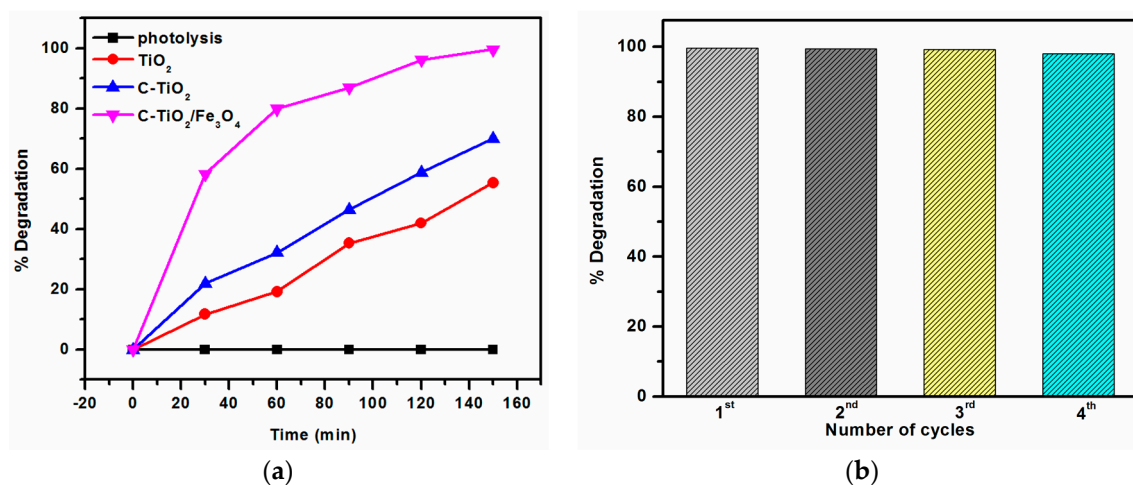 photolysis
TiO₂
C-TiO₂
C-TiO₂/Fe₃O₄
% Degradation
100
80
60
40
20
0
-20 0 20 40 60 80 100 120 140 160
Time (min)
(a)
% Degradation
100
80
60
40
20
0
1ˢᵗ 2ⁿᵈ 3ʳᵈ 4ᵗʰ
Number of cycles
(b)